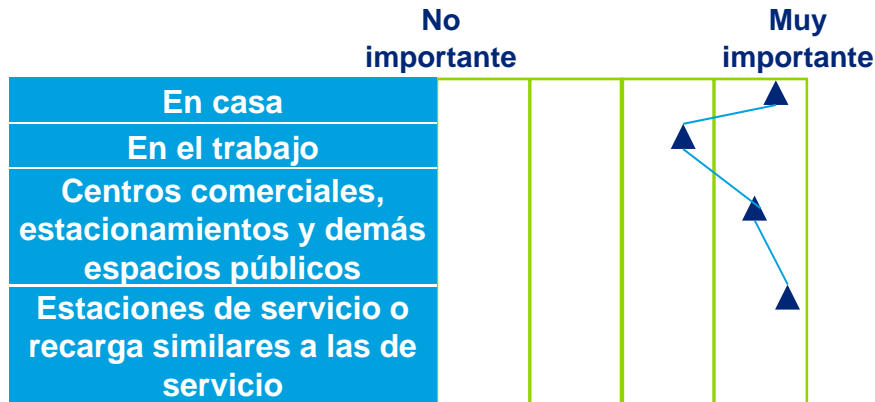 No
importante
Muy
importante
En casa
En el trabajo
Centros comerciales,
estacionamientos y demás
espacios públicos
Estaciones de servicio o
recarga similares a las de
servicio